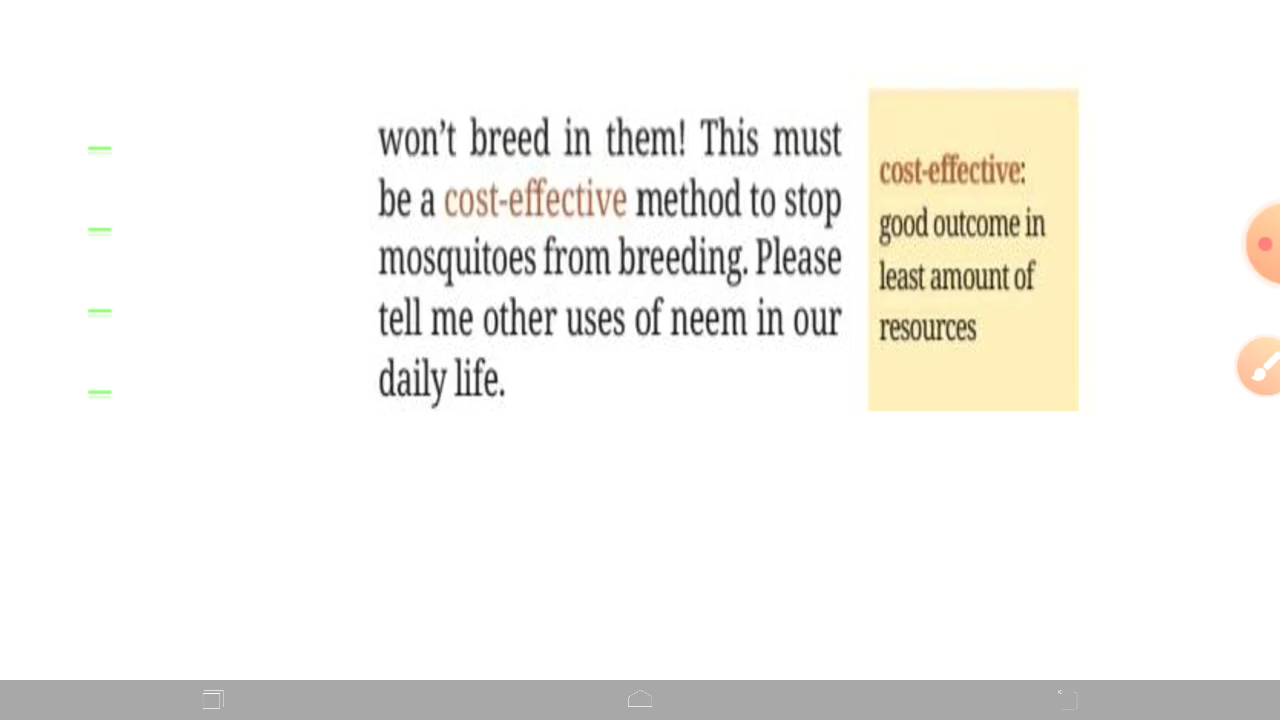 won't breed in them! This must
be a cost-effective method to stop
mosquitoes from breeding. Please
tell me other uses of neem in our
daily life.
cost-effective:
good outcome in
least amount of
resources